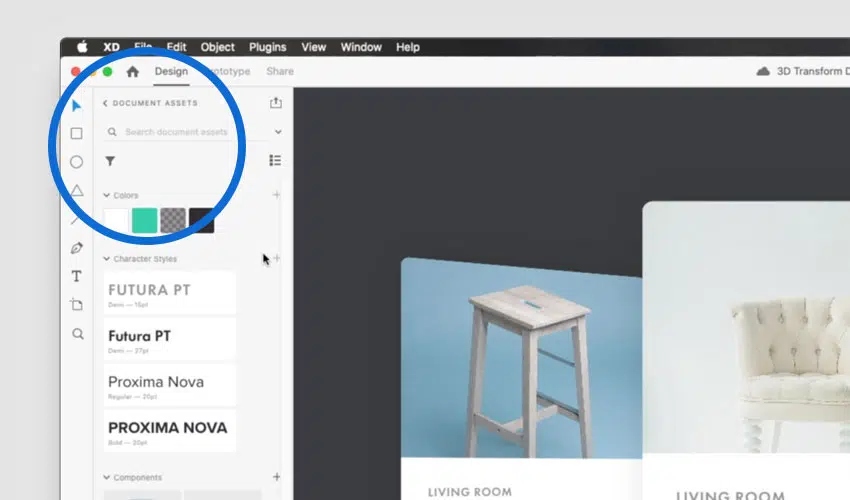 XD File Edit Object Plugins View Window Help
Design Prototype Share 3D Transform D
DOCUMENT ASSETS
Search document assets
Colors
Character Styles
FUTURA PT
Demi — 15pt
Futura PT
Demi — 27pt
Proxima Nova
Regular — 20pt
PROXIMA NOVA
Bold — 20pt
Components
LIVING ROOM
LIVING ROOM